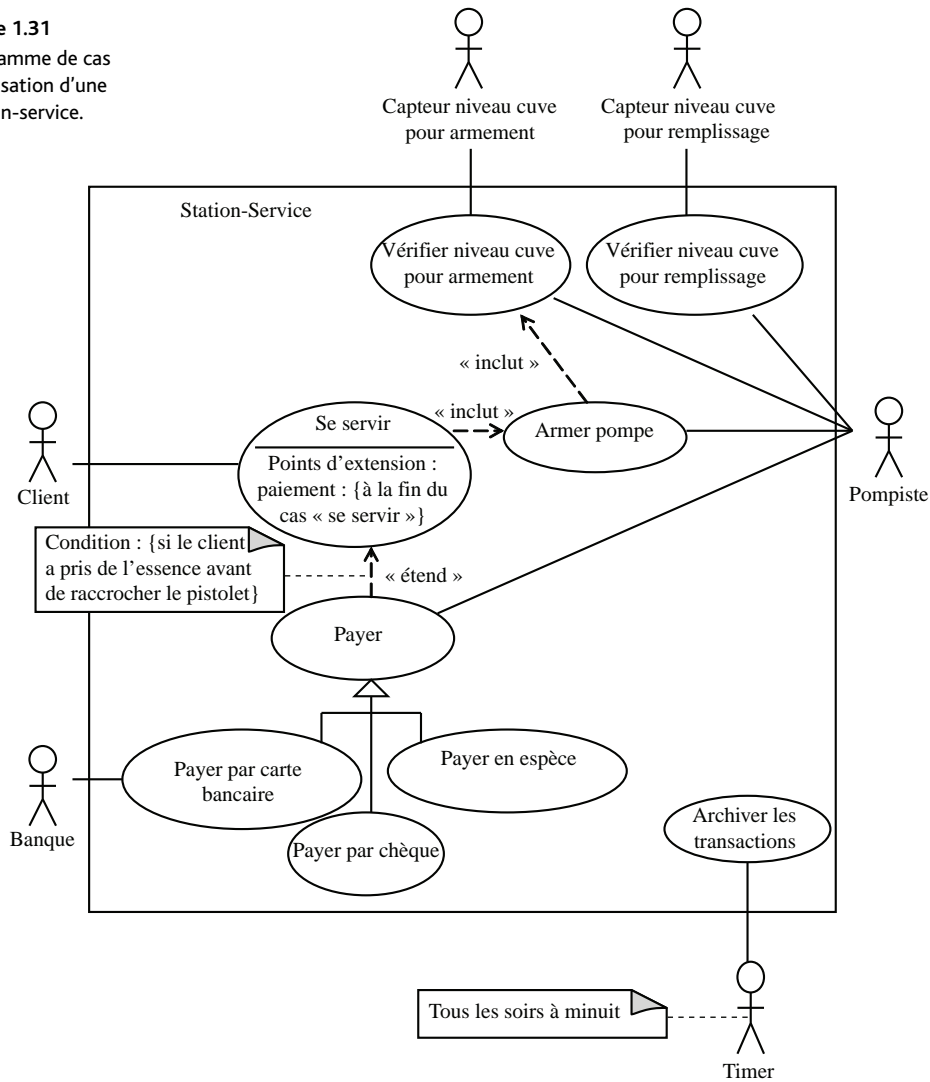 e 1.31
amme de cas
sation d'une
n-service.
Capteur niveau cuve
pour armement
Capteur niveau cuve
pour remplissage
Station-Service
Vérifier niveau cuve
pour armement
Vérifier niveau cuve
pour remplissage
« inclut »
« inclut »
Se servir
Points d'extension :
paiement : {à la fin du
cas « se servir »}
Armer pompe
Client
Pompiste
Condition : {si le client
a pris de l'essence avant
de raccrocher le pistolet}
« étend »
Payer
Payer par carte
bancaire
Payer en espèce
Payer par chèque
Banque
Archiver les
transactions
Tous les soirs à minuit
Timer